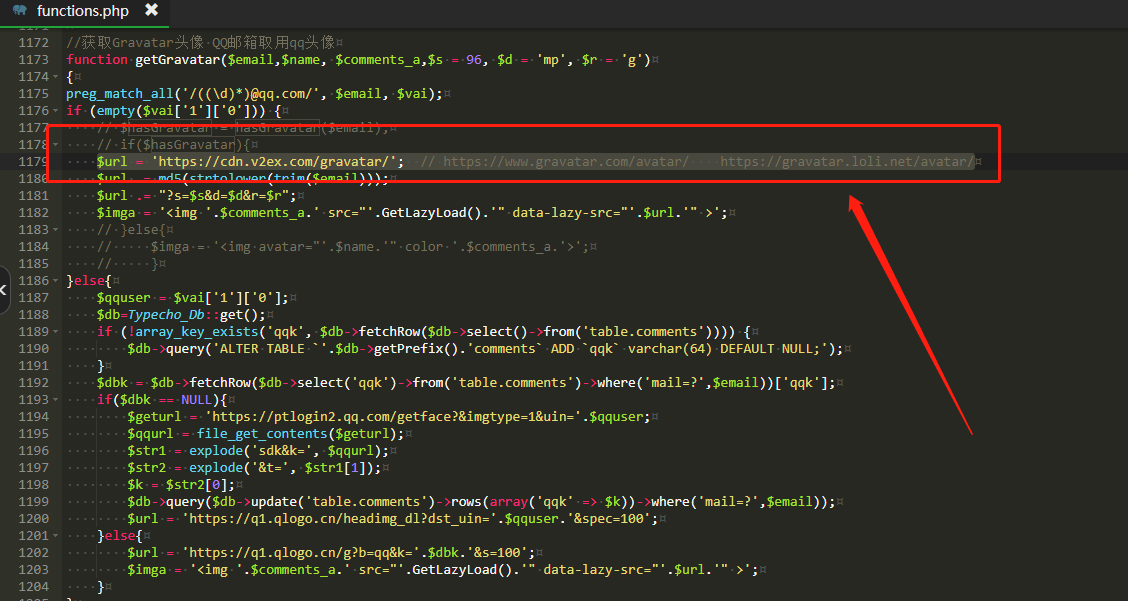 functions.php
1172 //获取Gravatar头像 QQ邮箱取用qq头像
1173 function getGravatar($email,$name, $comments_a,$s = 96, $d = 'mp', $r = 'g')
1174 {
1175 preg_match_all('/((\d)*)@qq.com/', $email, $vai);
1176 if (empty($vai['1']['0'])) {
1177 // $hasGravatar = hasGravatar($email);
1178 // if($hasGravatar){
1179 $url = 'https://cdn.v2ex.com/gravatar/'; // https://www.gravatar.com/avatar/ https://gravatar.loli.net/avatar/
1180 $url .= md5(strtolower(trim($email)));
1181 $url .= "?s=$s&d=$d&r=$r";
1182 $imga = '<img '.$comments_a.' src="'.GetLazyLoad().'" data-lazy-src="'.$url.'" >';
1183 // }else{
1184 // $imga = '<img avatar="'.$name.'" color '.$comments_a.'>';
1185 // }
1186 }else{
1187 $qquser = $vai['1']['0'];
1188 $db=Typecho_Db::get();
1189 if (!array_key_exists('qqk', $db->fetchRow($db->select()->from('table.comments')))) {
1190 $db->query('ALTER TABLE `'.$db->getPrefix().'comments` ADD `qqk` varchar(64) DEFAULT NULL;');
1191 }
1192 $dbk = $db->fetchRow($db->select('qqk')->from('table.comments')->where('mail=?',$email))['qqk'];
1193 if($dbk == NULL){
1194 $geturl = 'https://ptlogin2.qq.com/getface?&imgtype=1&uin='.$qquser;
1195 $qqurl = file_get_contents($geturl);
1196 $str1 = explode('sdk&k=', $qqurl);
1197 $str2 = explode('&t=', $str1[1]);
1198 $k = $str2[0];
1199 $db->query($db->update('table.comments')->rows(array('qqk' => $k))->where('mail=?',$email));
1200 $url = 'https://q1.qlogo.cn/headimg_dl?dst_uin='.$qquser.'&spec=100';
1201 }else{
1202 $url = 'https://q1.qlogo.cn/g?b=qq&k='.$dbk.'&s=100';
1203 $imga = '<img '.$comments_a.' src="'.GetLazyLoad().'" data-lazy-src="'.$url.'" >';
1204 }